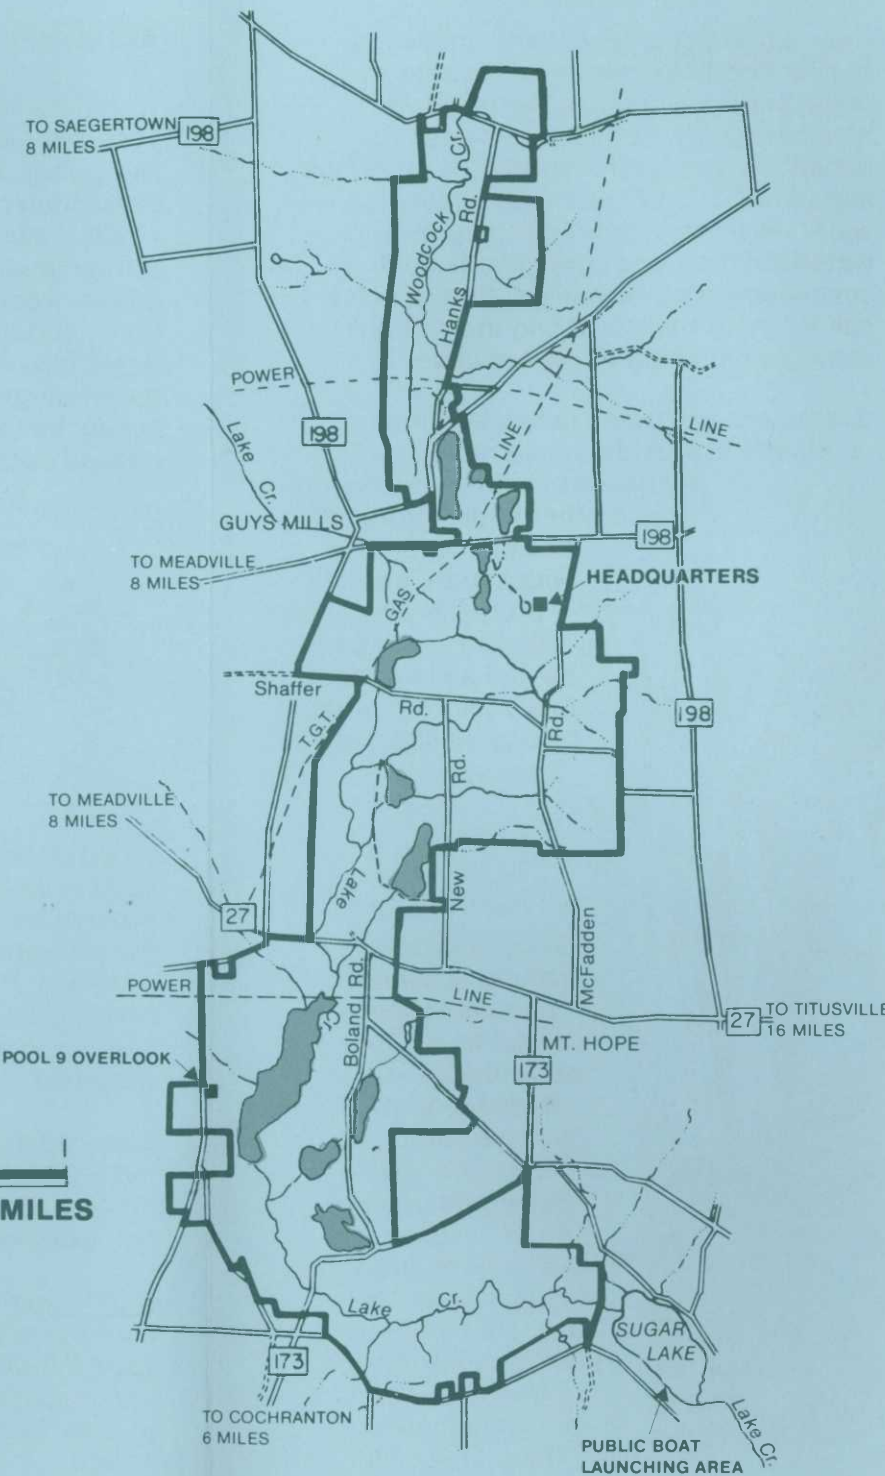 TO SAEGERTOWN
8 MILES
198
Woodcock Cr.
Hanks Rd.
POWER
LINE
Lake Cr.
198
LINE
GUYS MILLS
198
TO MEADVILLE
8 MILES
HEADQUARTERS
GAS
Shaffer Rd.
T.G.T.
Rd.
Rd.
198
TO MEADVILLE
8 MILES
Lake
New
27
McFadden
POWER
LINE
Cr.
Boland Rd.
27
TO TITUSVILLE
16 MILES
MT. HOPE
POOL 9 OVERLOOK
173
MILES
Lake Cr.
SUGAR
LAKE
173
TO COCHRANTON
6 MILES
Lake Cr.
PUBLIC BOAT
LAUNCHING AREA